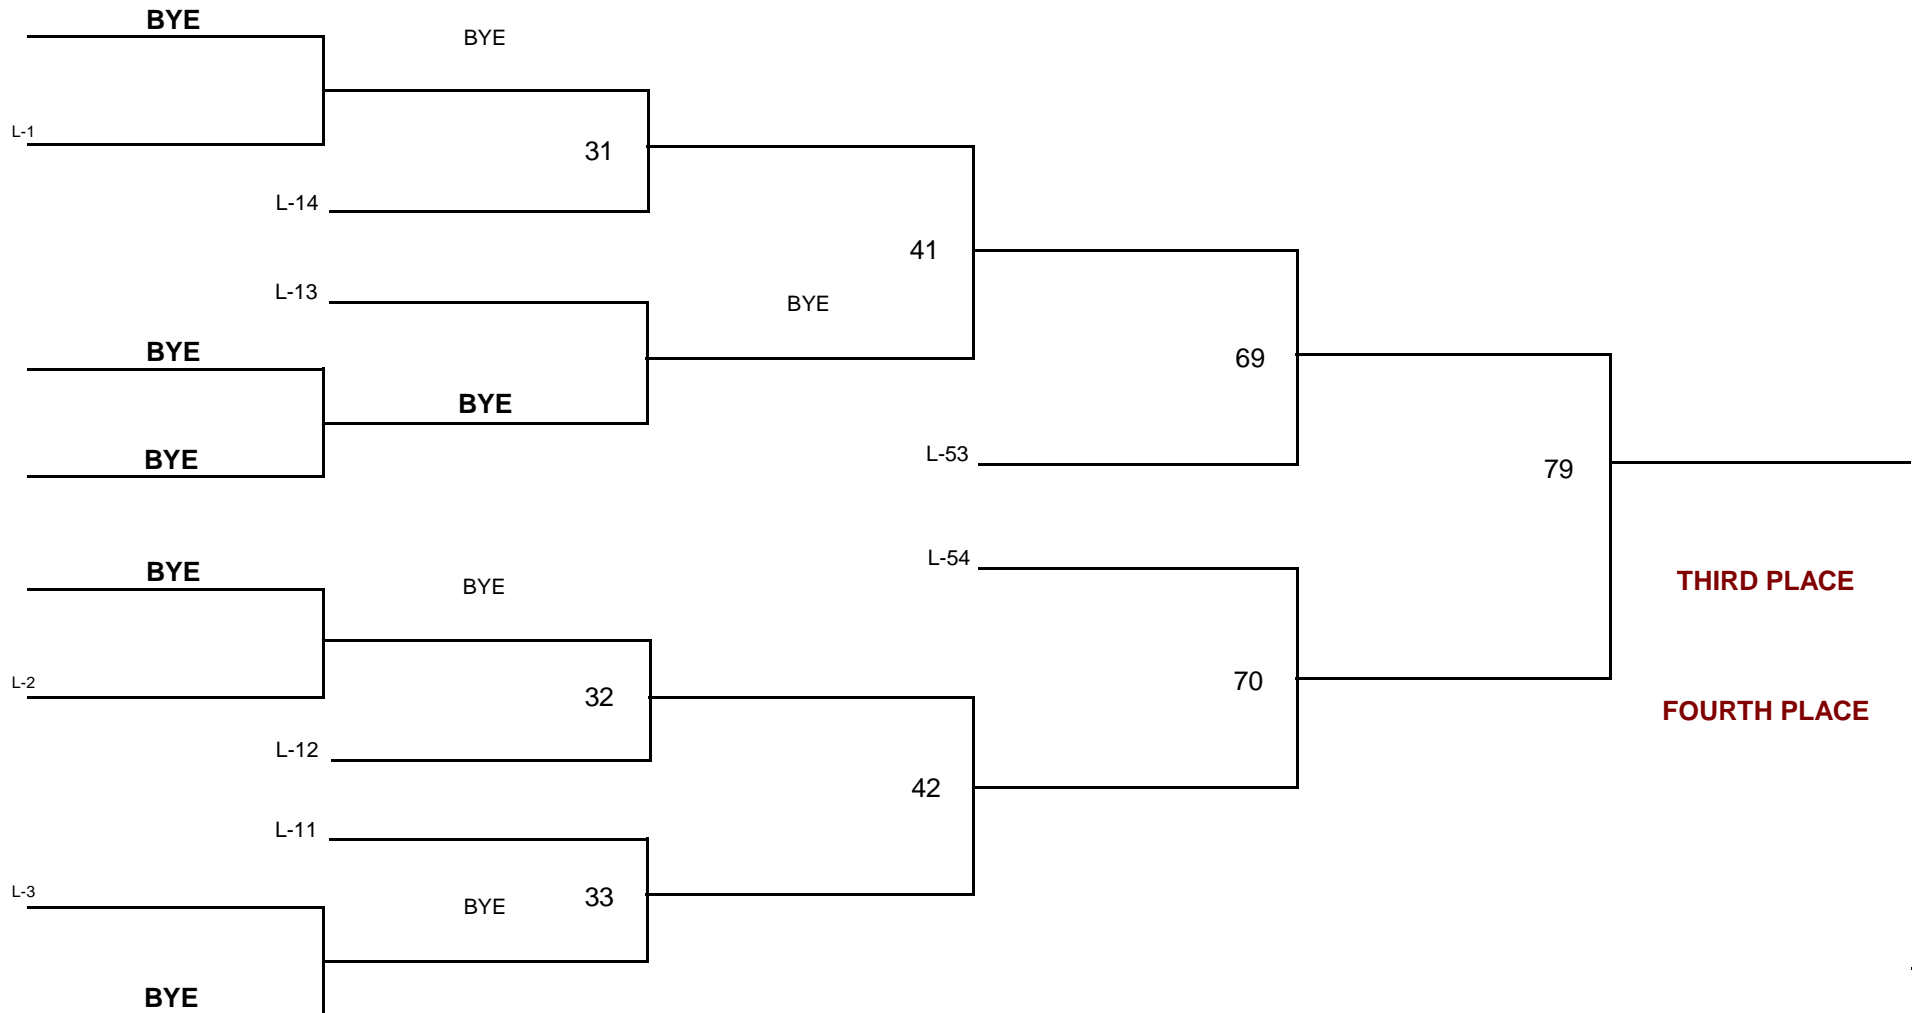 BYE
BYE
L-1
31
L-14
41
L-13
BYE
BYE
69
BYE
L-53
BYE
79
L-54
BYE
BYE
THIRD PLACE
L-2
70
32
FOURTH PLACE
L-12
42
L-11
L-3
33
BYE
BYE